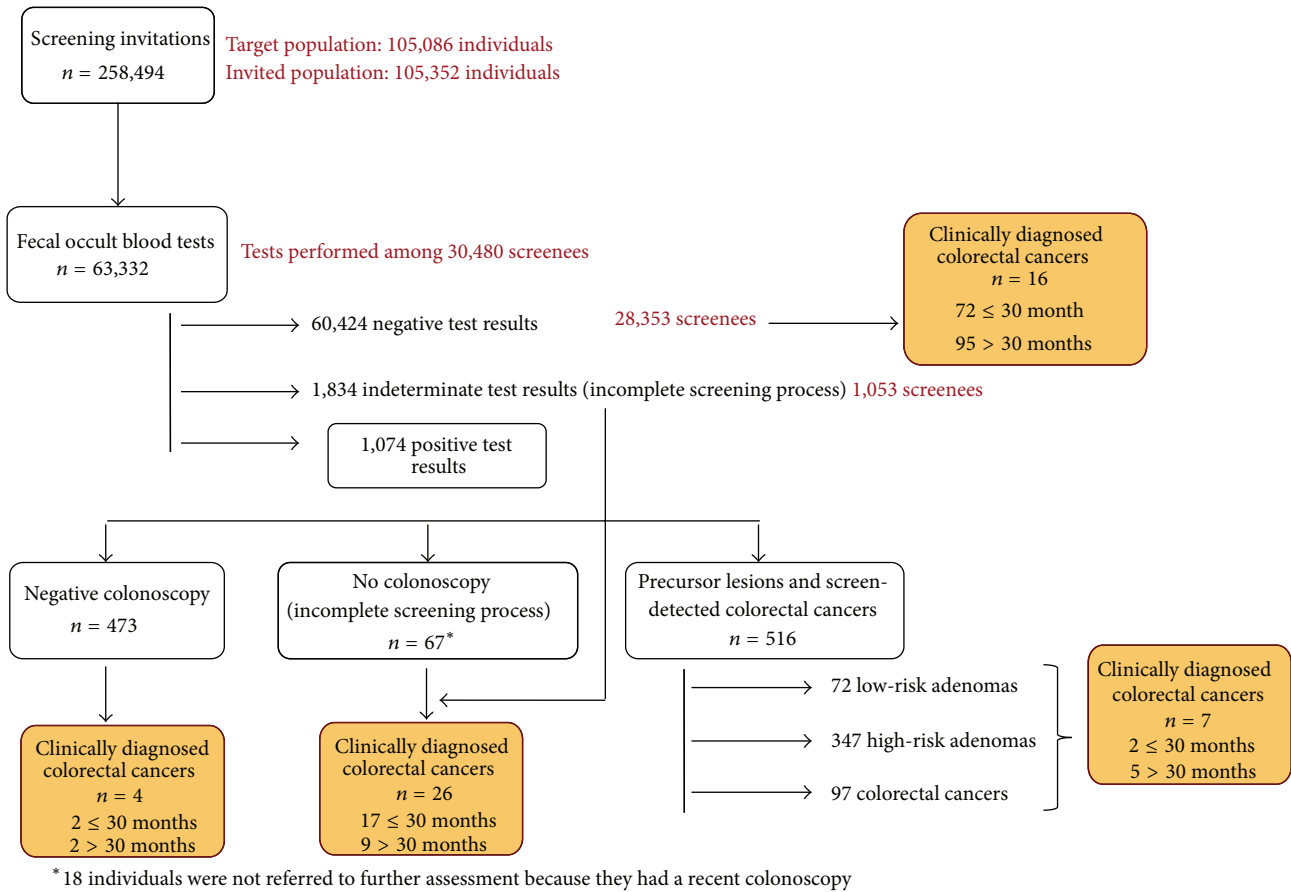 Screening invitations
n = 258,494
Target population: 105,086 individuals
Invited population: 105,352 individuals
Fecal occult blood tests
n = 63,332
Tests performed among 30,480 screenees
Clinically diagnosed
colorectal cancers
n = 16
72 ≤ 30 month
95 > 30 months
60,424 negative test results
28,353 screenees
1,834 indeterminate test results (incomplete screening process) 1,053 screenees
1,074 positive test
results
Negative colonoscopy
n = 473
No colonoscopy
(incomplete screening process)
n = 67*
Precursor lesions and screen-
detected colorectal cancers
n = 516
72 low-risk adenomas
347 high-risk adenomas
97 colorectal cancers
Clinically diagnosed
colorectal cancers
n = 7
2 ≤ 30 months
5 > 30 months
Clinically diagnosed
colorectal cancers
n = 4
2 ≤ 30 months
2 > 30 months
Clinically diagnosed
colorectal cancers
n = 26
17 ≤ 30 months
9 > 30 months
*18 individuals were not referred to further assessment because they had a recent colonoscopy